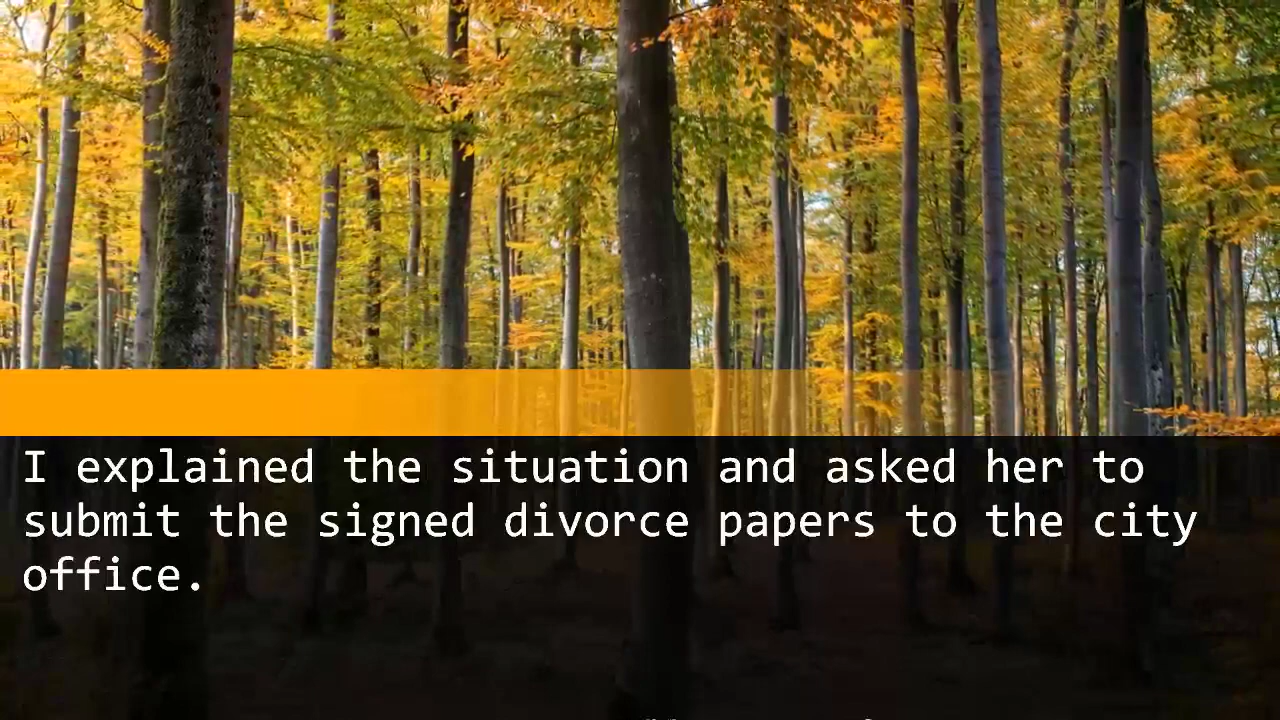 I explained the situation and asked her to
submit the signed divorce papers to the city
office.